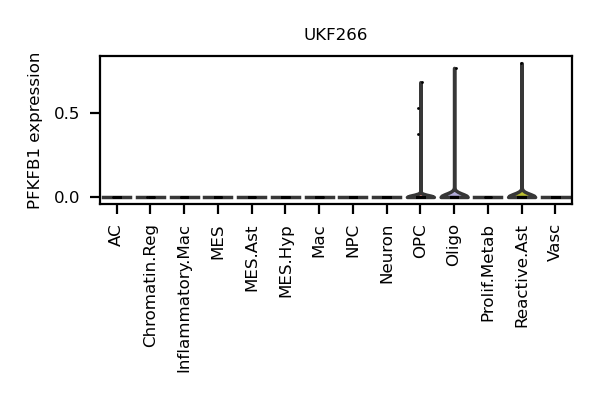 UKF266
PFKFB1 expression
0.5
0.0
AC
Chromatin.Reg
Inflammatory.Mac
MES
MES.Ast
MES.Hyp
Mac
NPC
Neuron
OPC
Oligo
Prolif.Metab
Reactive.Ast
Vasc